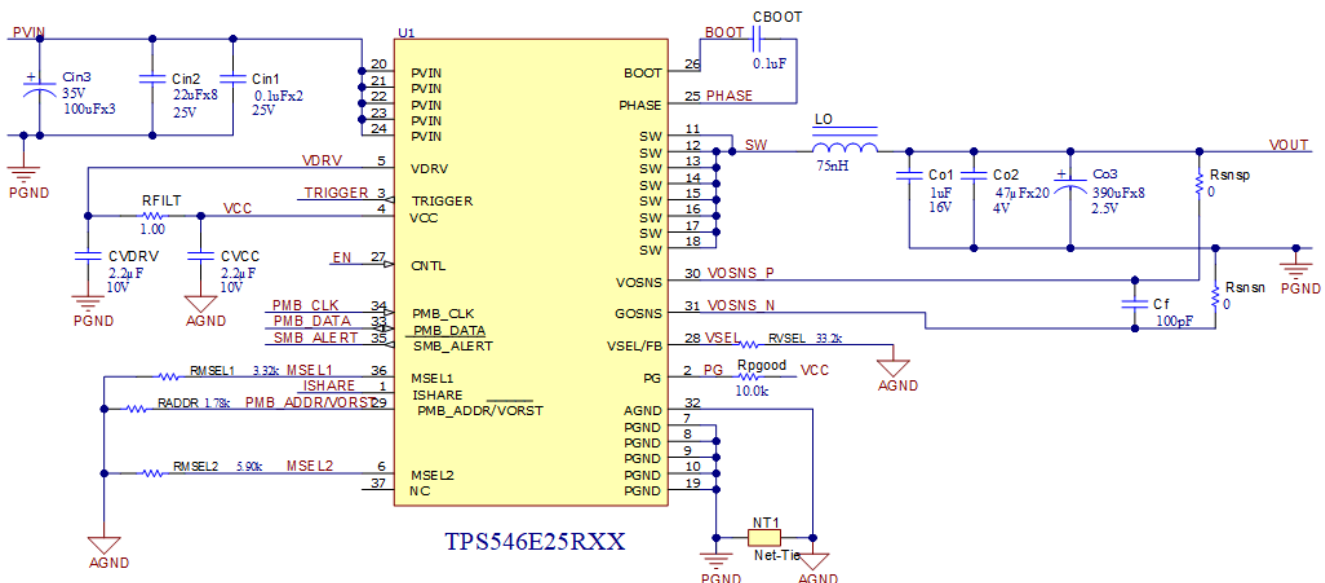 PVIN
Cin3
35V
100uFx3
Cin2
22uFx8
25V
Cin1
0.1uFx2
25V
PGND
VDRV
TRIGGER
RFILT
VCC
1.00
CVDRV
2.2µF
10V
PGND
CVCC
2.2µF
10V
AGND
EN
PMB_CLK
PMB_DATA
SMB_ALERT
RMSEL1 3.32k MSEL1
ISHARE
RADDR 1.78k PMB_ADDR/VORST
RMSEL2 5.90k MSEL2
AGND
U1
20 PVIN
21 PVIN
22 PVIN
23 PVIN
24 PVIN
5 VDRV
3 TRIGGER
4 VCC
27 CNTL
34 PMB_CLK
33 PMB_DATA
35 SMB_ALERT
36 MSEL1
1 ISHARE
29 PMB_ADDR/VORST
6 MSEL2
37 NC
BOOT 26
PHASE 25
SW 11
SW 12
SW 13
SW 14
SW 15
SW 16
SW 17
SW 18
VOSNS 30
GOSNS 31
VSEL/FB 28
PG 2
AGND 32
PGND 7
PGND 8
PGND 9
PGND 10
PGND 19
TPS546E25RXX
BOOT
CBOOT
0.1uF
PHASE
SW
LO
75nH
VOUT
Co1
1uF
16V
Co2
47µFx20
4V
Co3
390uFx8
2.5V
Rsnsp
0
PGND
VOSNS_P
VOSNS_N
Cf
100pF
Rsnsn
0
VSEL RVSEL 33.2k
AGND
PG Rpgood VCC
10.0k
NT1
Net-Tie
PGND
AGND